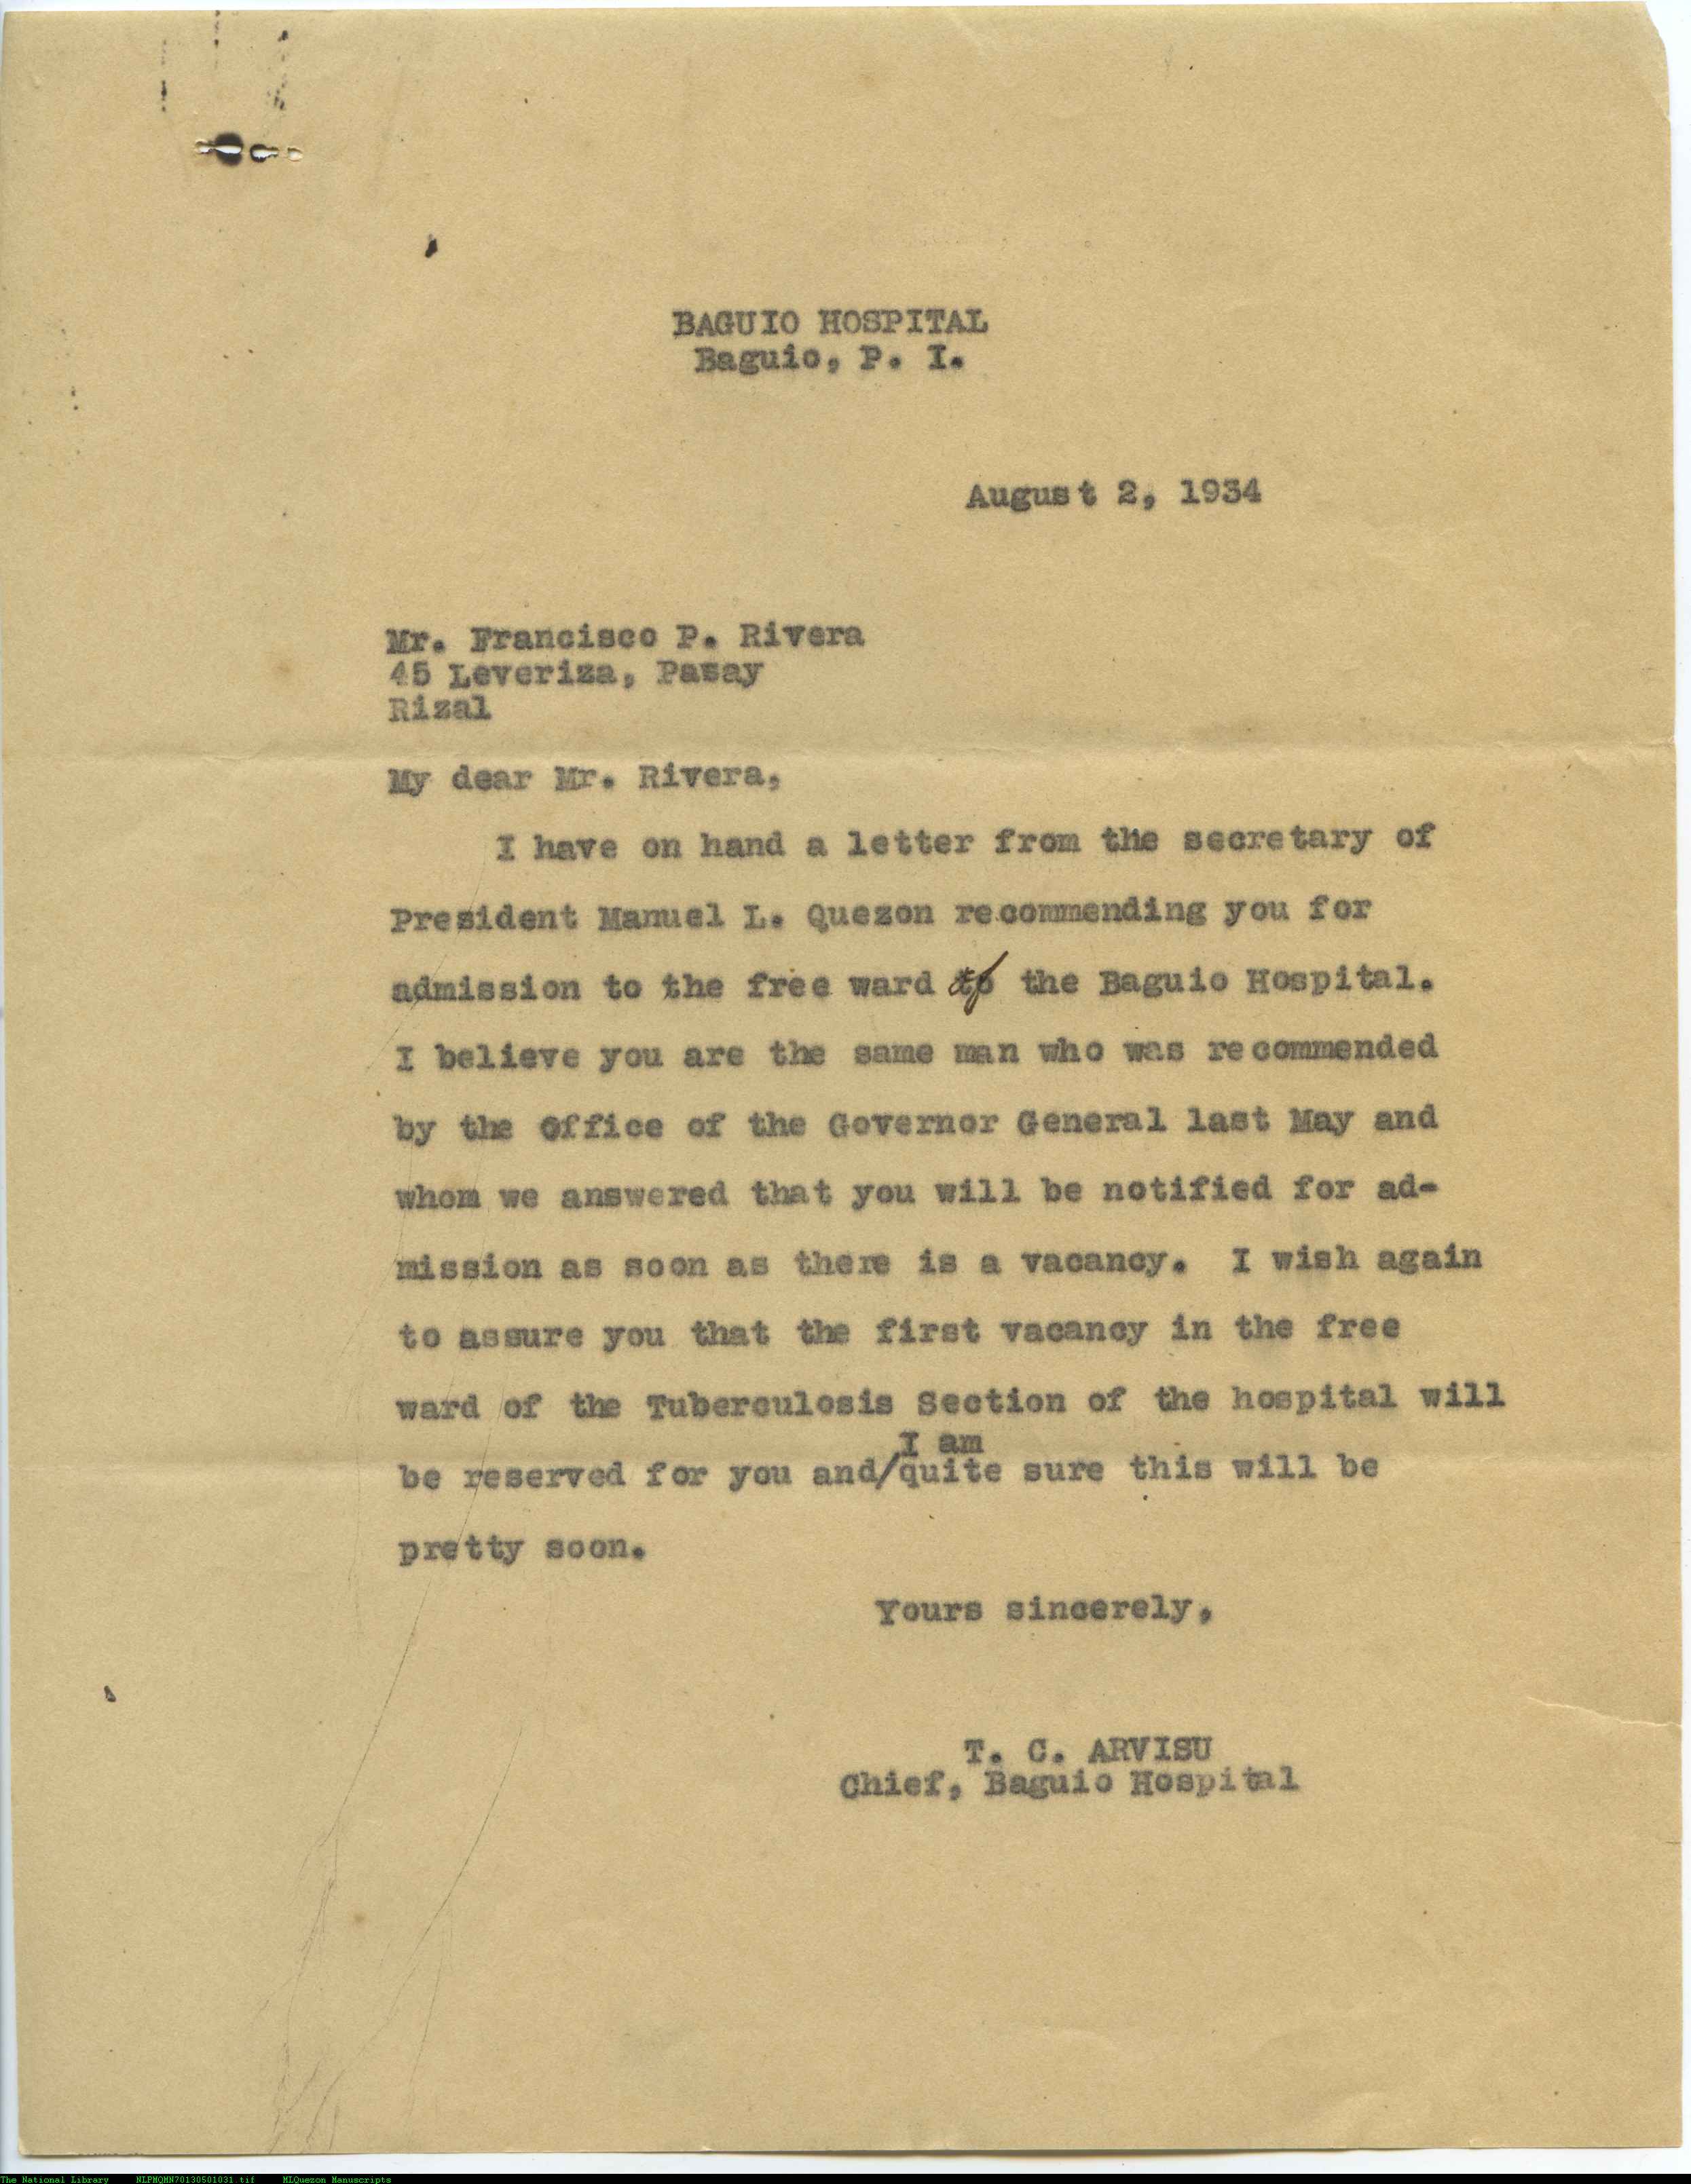 BAGUIO HOSPITAL
Baguio, P. I.
August 2, 1934
Mr. Francisco P. Rivera
45 Leveriza, Pasay
Rizal
My dear Mr. Rivera,
I have on hand a letter from the secretary of
President Manuel L. Quezon recommending you for
admission to the free ward of the Baguio Hospital.
I believe you are the same man who was recommended
by the Office of the Governor General last May and
whom we answered that you will be notified for ad-
mission as soon as there is a vacancy. I wish again
to assure you that the first vacancy in the free
ward of the Tuberculosis Section of the hospital will
I am
be reserved for you and/quite sure this will be
pretty soon.
Yours sincerely,
T. C. ARVISU
Chief, Baguio Hospital
The National Library NLPMQMN70130501031.tif MLQuezon Manuscripts